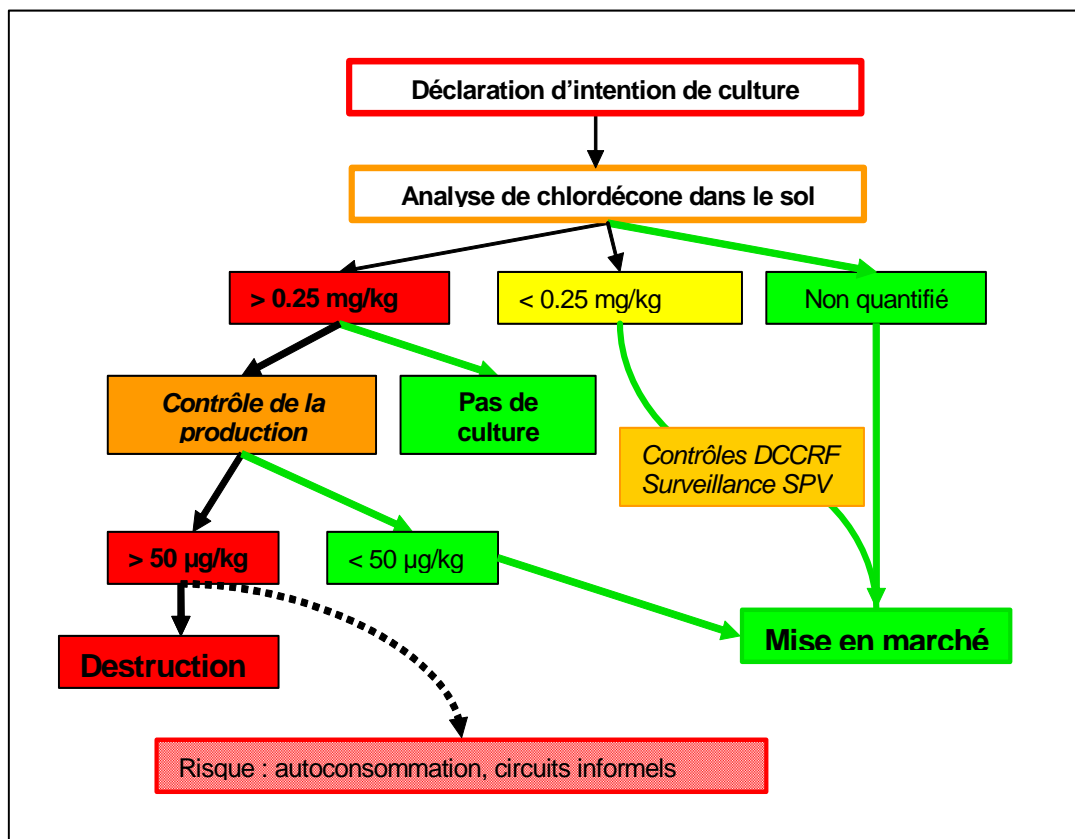 Déclaration d'intention de culture
Analyse de chlordécone dans le sol
> 0.25 mg/kg
< 0.25 mg/kg
Non quantifié
Contrôle de la
production
Pas de
culture
Contrôles DCCRF
Surveillance SPV
> 50 µg/kg
< 50 µg/kg
Mise en marché
Destruction
Risque : autoconsommation, circuits informels